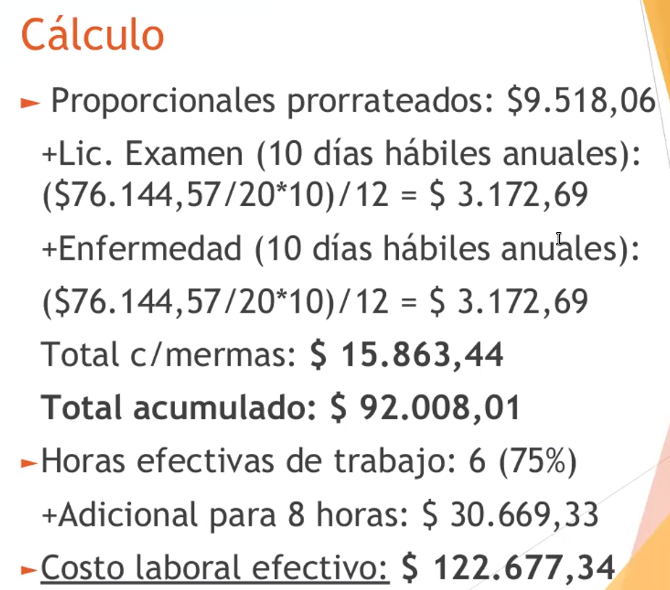 Cálculo
► Proporcionales prorrateados: $9.518,06
+Lic. Examen (10 días hábiles anuales):
($76.144,57/20*10)/12 = $ 3.172,69
+Enfermedad (10 días hábiles anuales):
($76.144,57/20*10)/12 = $ 3.172,69
Total c/mermas: $ 15.863,44
Total acumulado: $ 92.008,01
►Horas efectivas de trabajo: 6 (75%)
+Adicional para 8 horas: $ 30.669,33
►Costo laboral efectivo: $ 122.677,34